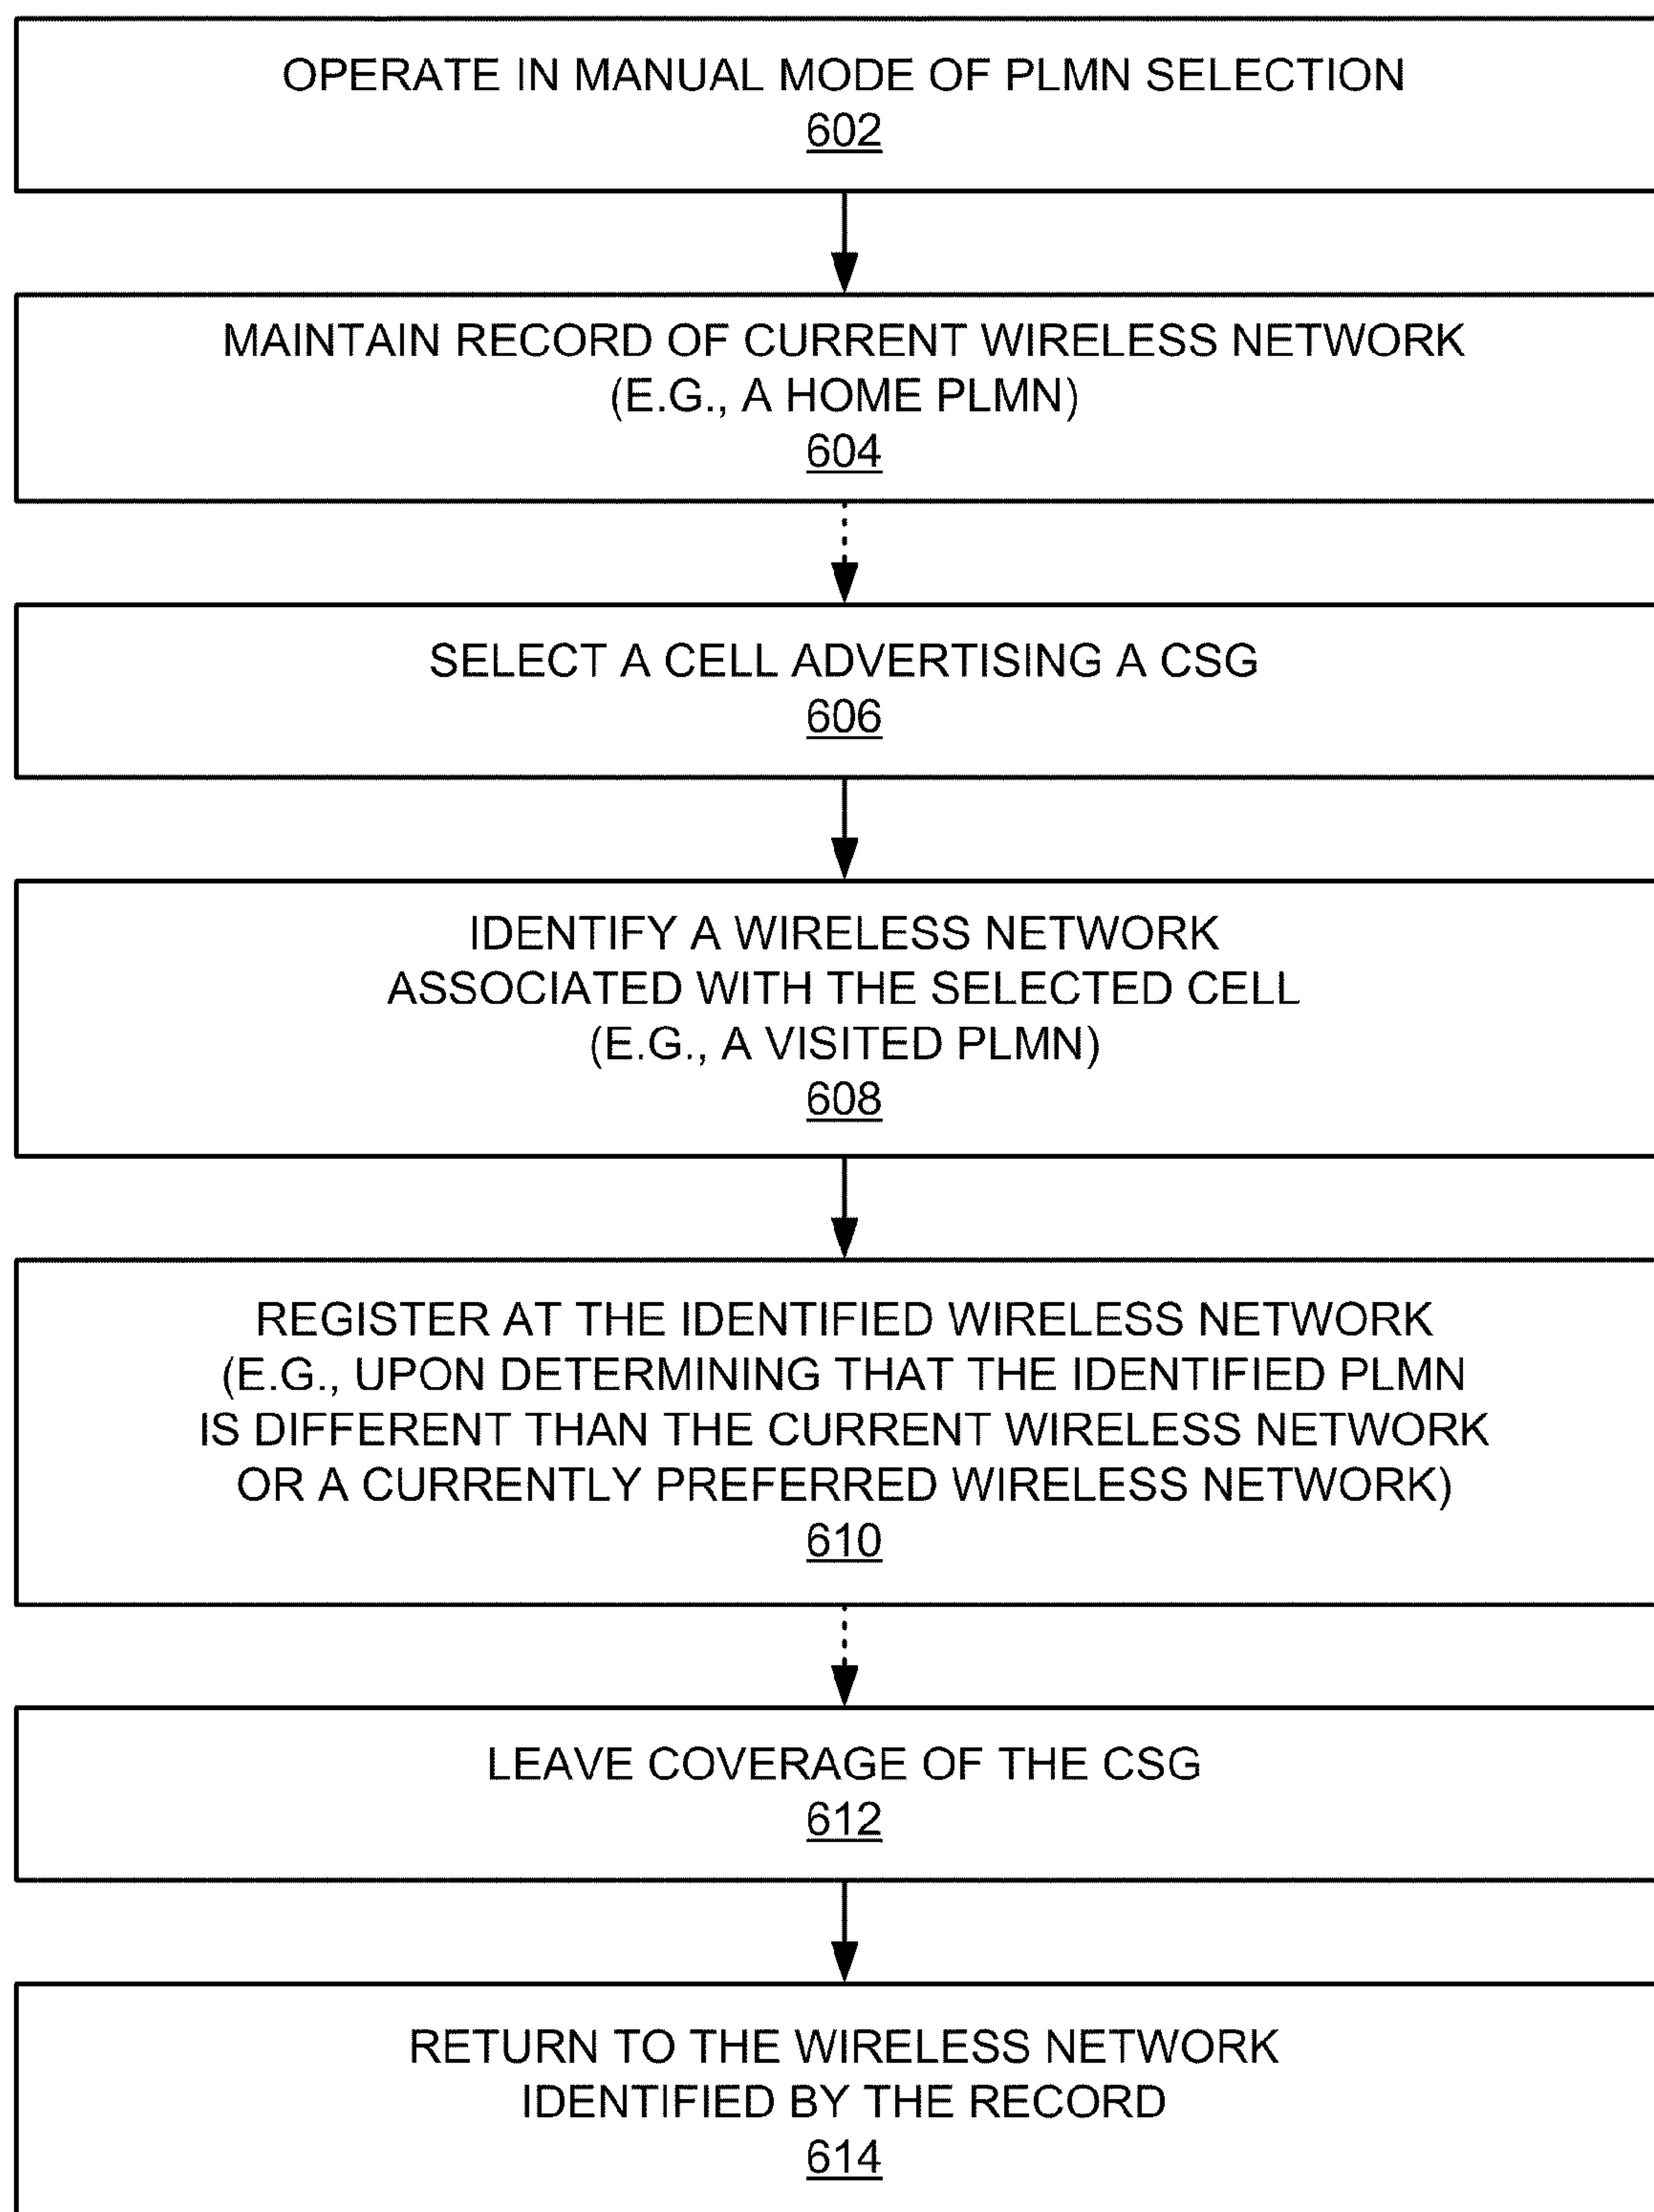 OPERATE IN MANUAL MODE OF PLMN SELECTION
602
MAINTAIN RECORD OF CURRENT WIRELESS NETWORK
(E.G., A HOME PLMN)
604
SELECT A CELL ADVERTISING A CSG
606
IDENTIFY A WIRELESS NETWORK
ASSOCIATED WITH THE SELECTED CELL
(E.G., A VISITED PLMN)
608
REGISTER AT THE IDENTIFIED WIRELESS NETWORK
(E.G., UPON DETERMINING THAT THE IDENTIFIED PLMN
IS DIFFERENT THAN THE CURRENT WIRELESS NETWORK
OR A CURRENTLY PREFERRED WIRELESS NETWORK)
610
LEAVE COVERAGE OF THE CSG
612
RETURN TO THE WIRELESS NETWORK
IDENTIFIED BY THE RECORD
614